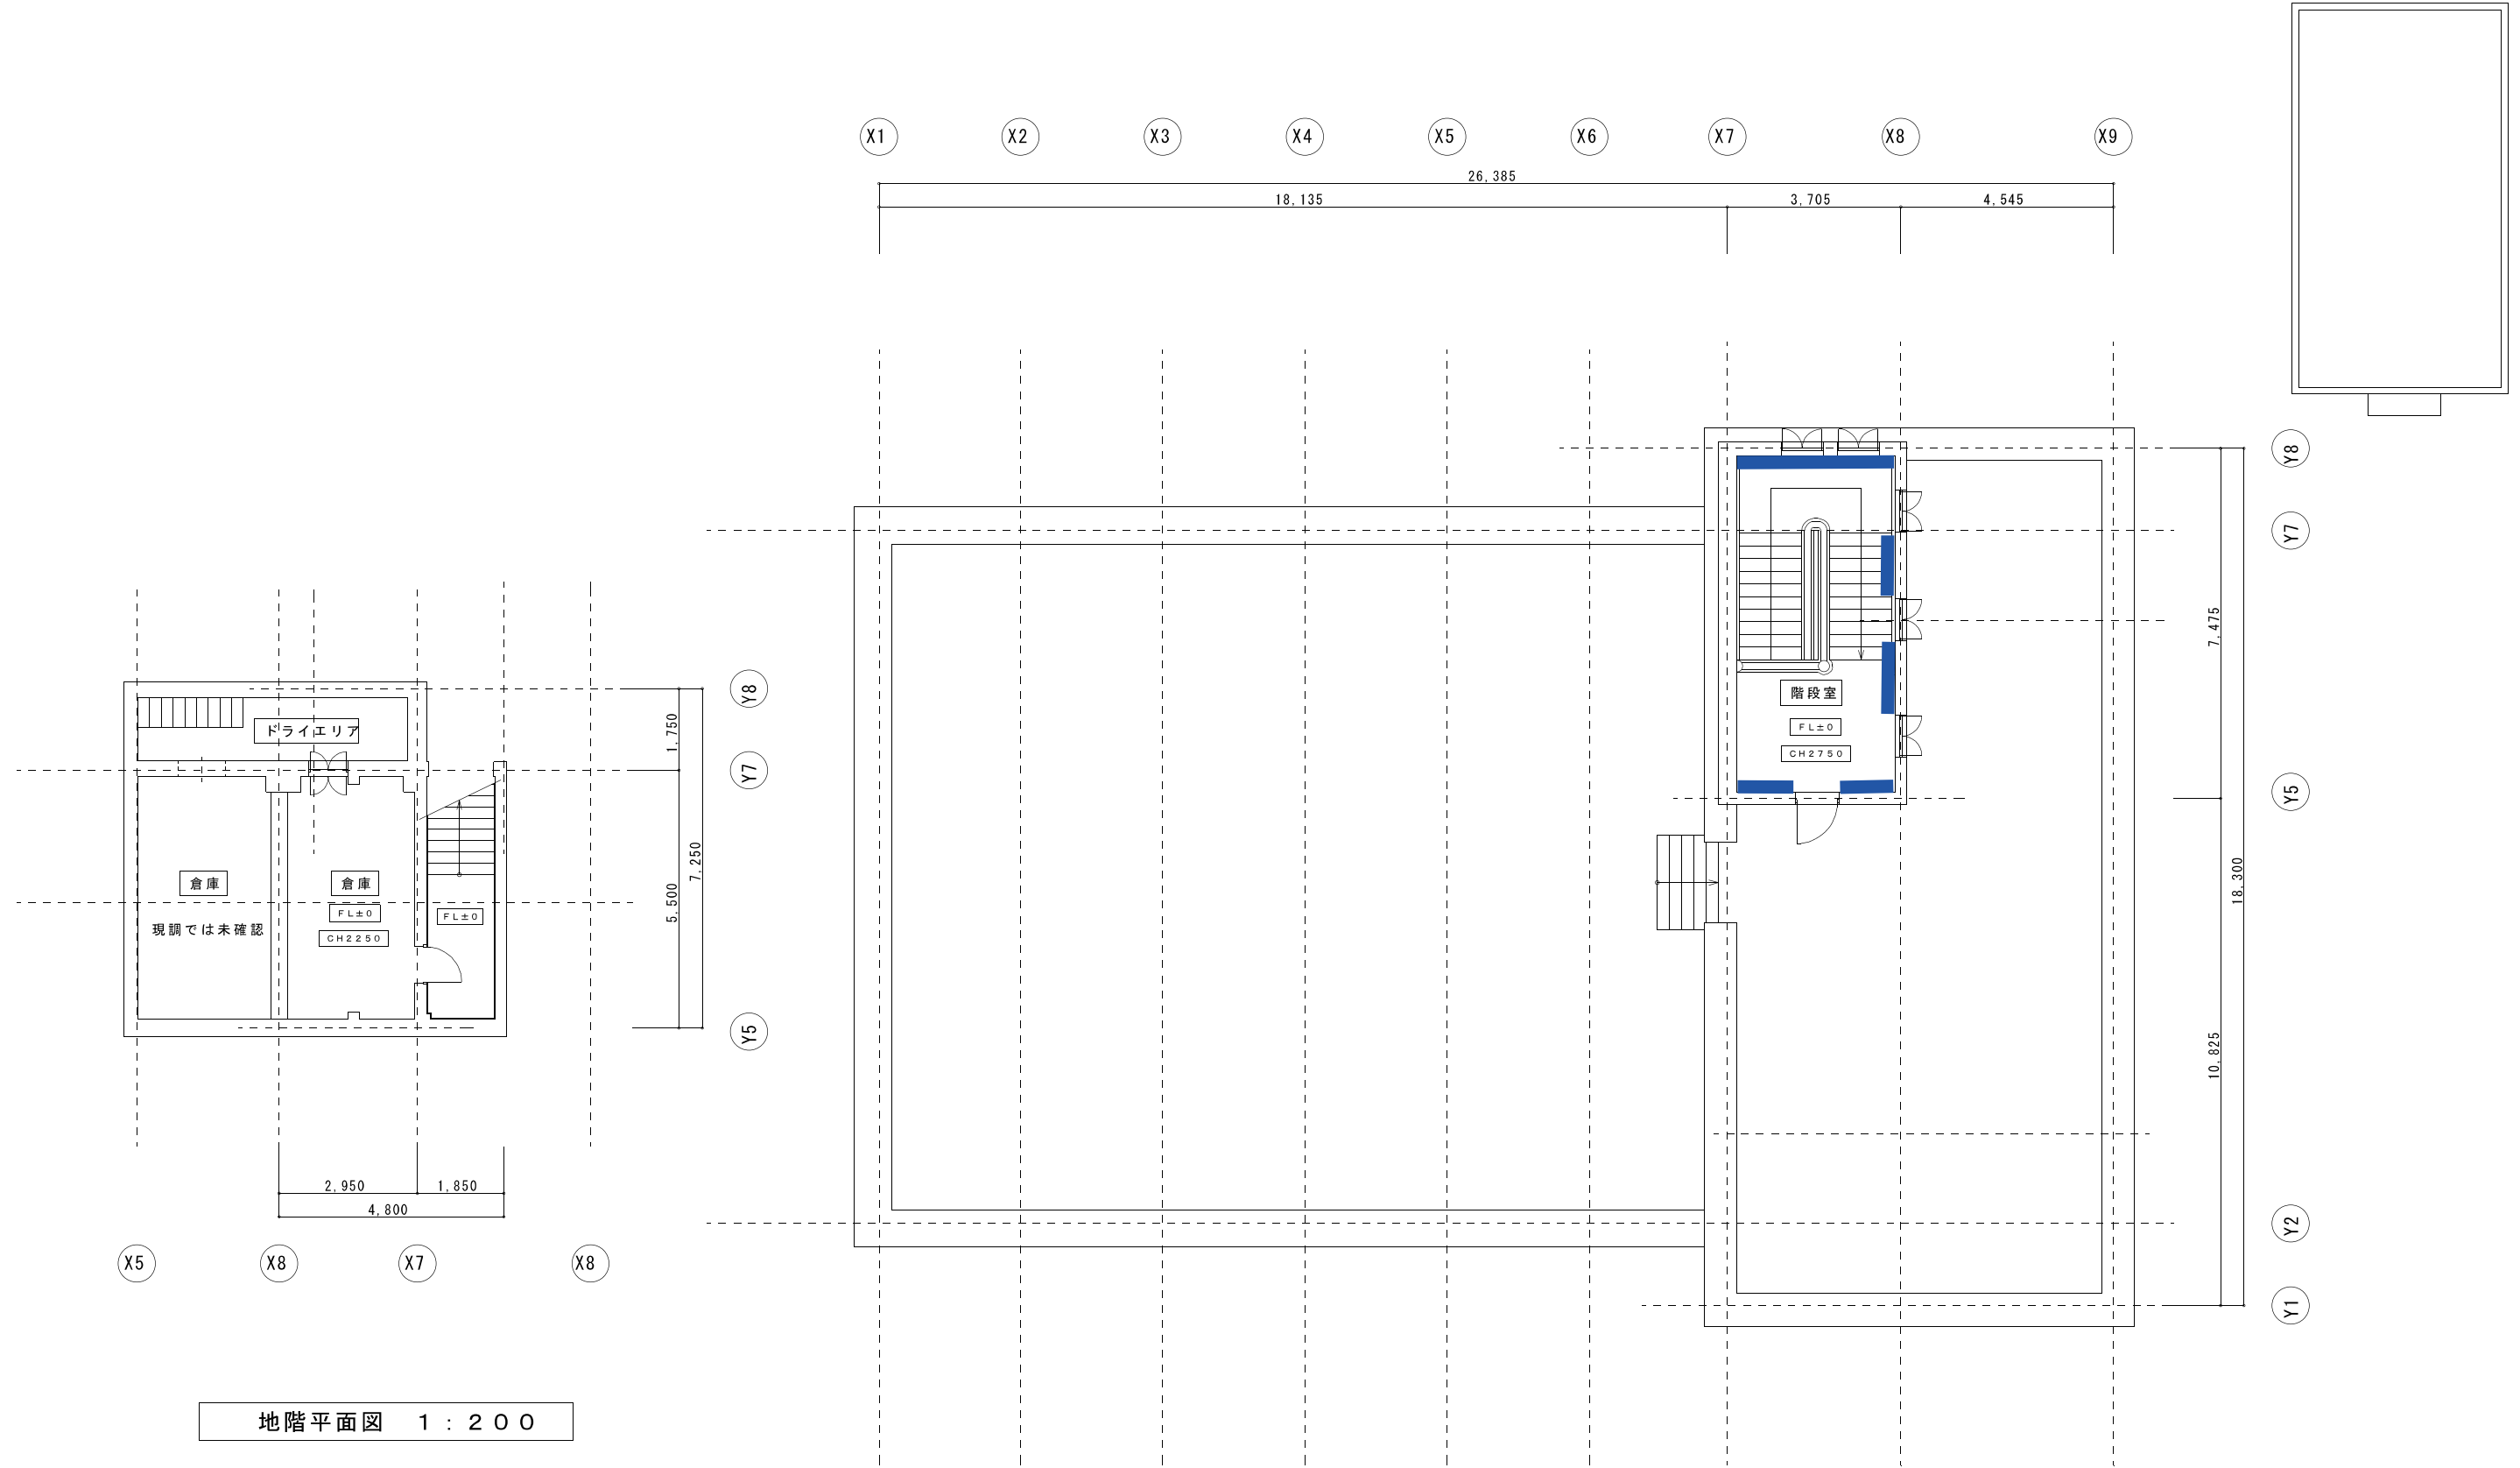 X1 X2 X3 X4 X5 X6 X7 X8 X9
26,385
18,135 3,705 4,545
Y8
Y7
7,475
階段室
FL±0
CH2750
Y5
18,300
10,825
Y2
Y1
Y8
1,750
ドライエリア
Y7
7,250
倉庫 倉庫
5,500
FL±0 FL±0
現調では未確認 CH2250
Y5
2,950 1,850
4,800
X5 X8 X7 X8
地階平面図 1:200